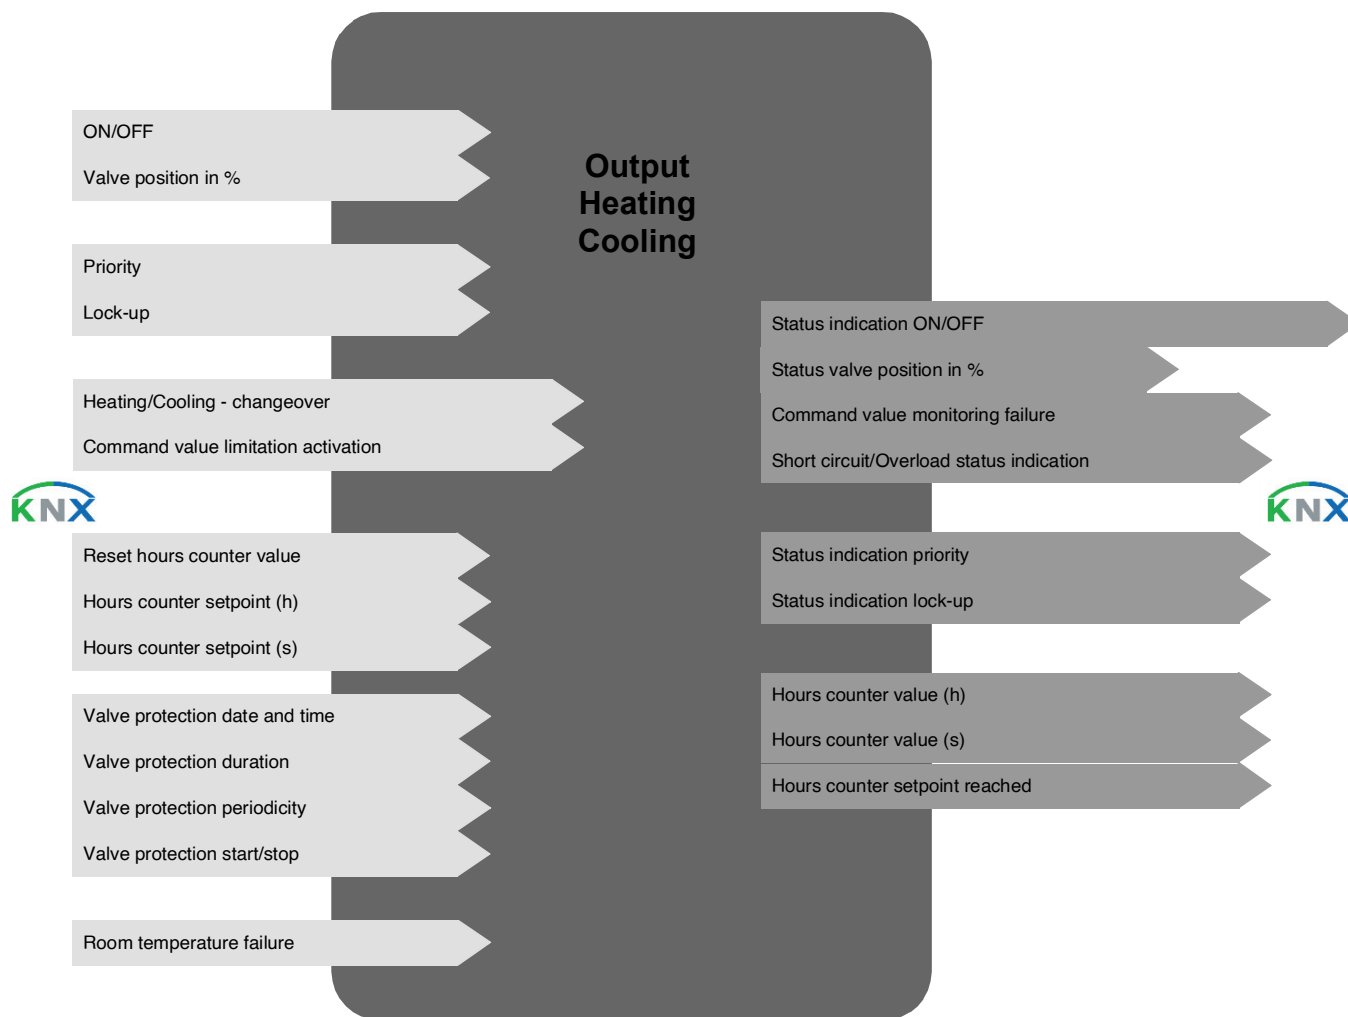 Output
Heating
Cooling
ON/OFF
Valve position in %
Priority
Lock-up
Heating/Cooling - changeover
Command value limitation activation
KNX
Reset hours counter value
Hours counter setpoint (h)
Hours counter setpoint (s)
Valve protection date and time
Valve protection duration
Valve protection periodicity
Valve protection start/stop
Room temperature failure
Status indication ON/OFF
Status valve position in %
Command value monitoring failure
Short circuit/Overload status indication
KNX
Status indication priority
Status indication lock-up
Hours counter value (h)
Hours counter value (s)
Hours counter setpoint reached